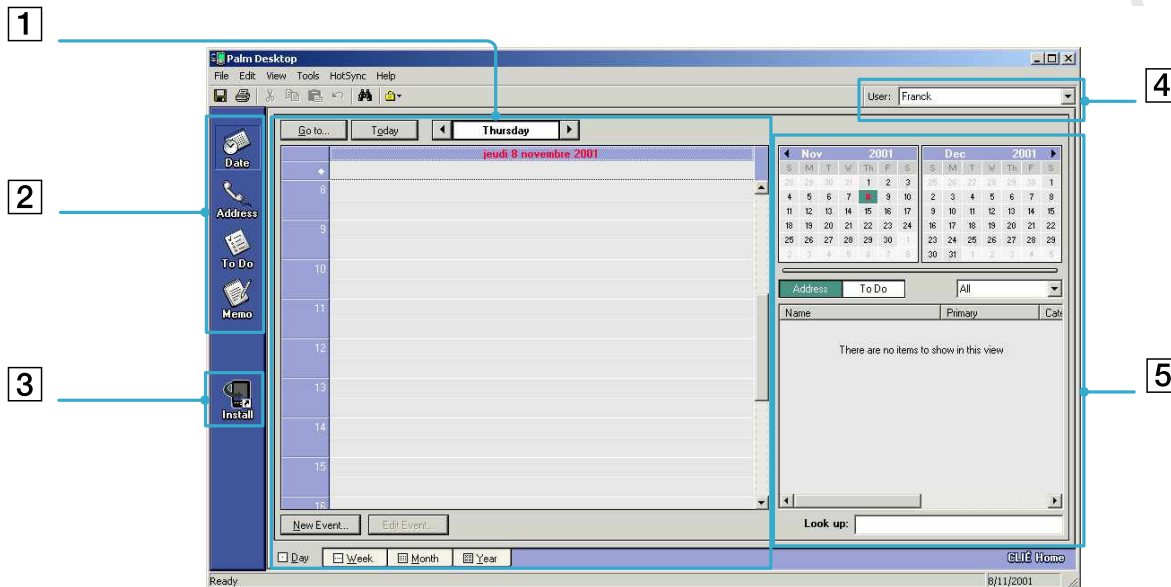 1
Palm Desktop
File Edit View Tools HotSync Help
4
User: Franck
Go to... Today Thursday
jeudi 8 novembre 2001
2
Date
Address
To Do
Memo
3
Install
8
9
10
11
12
13
14
15
16
New Event... Edit Event...
Day Week Month Year
Nov 2001
S M T W Th F S
28 29 30 31 1 2 3
4 5 6 7 8 9 10
11 12 13 14 15 16 17
18 19 20 21 22 23 24
25 26 27 28 29 30 1
2 3 4 5 6 7 8
Dec 2001
S M T W Th F S
25 26 27 28 29 30 1
2 3 4 5 6 7 8
9 10 11 12 13 14 15
16 17 18 19 20 21 22
23 24 25 26 27 28 29
30 31 1 2 3 4 5
Address To Do All
Name Primary Cate
There are no items to show in this view
5
Look up:
CLIÉ Home
Ready 8/11/2001